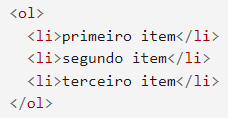 <ol>
  <li>primeiro item</li>
  <li>segundo item</li>
  <li>terceiro item</li>
</ol>